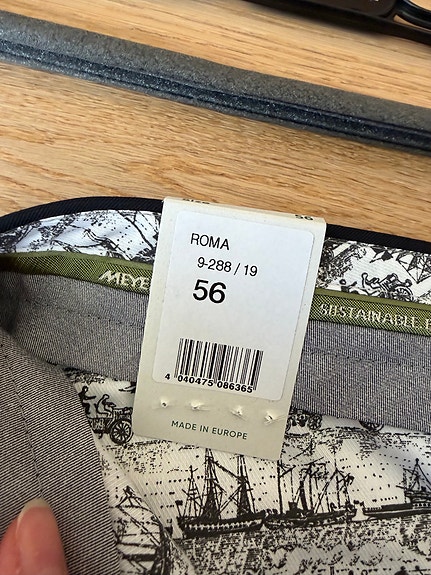 ROMA
9-288 / 19
56
4 040475 086365
MADE IN EUROPE
MEYE
SUSTAINABLE